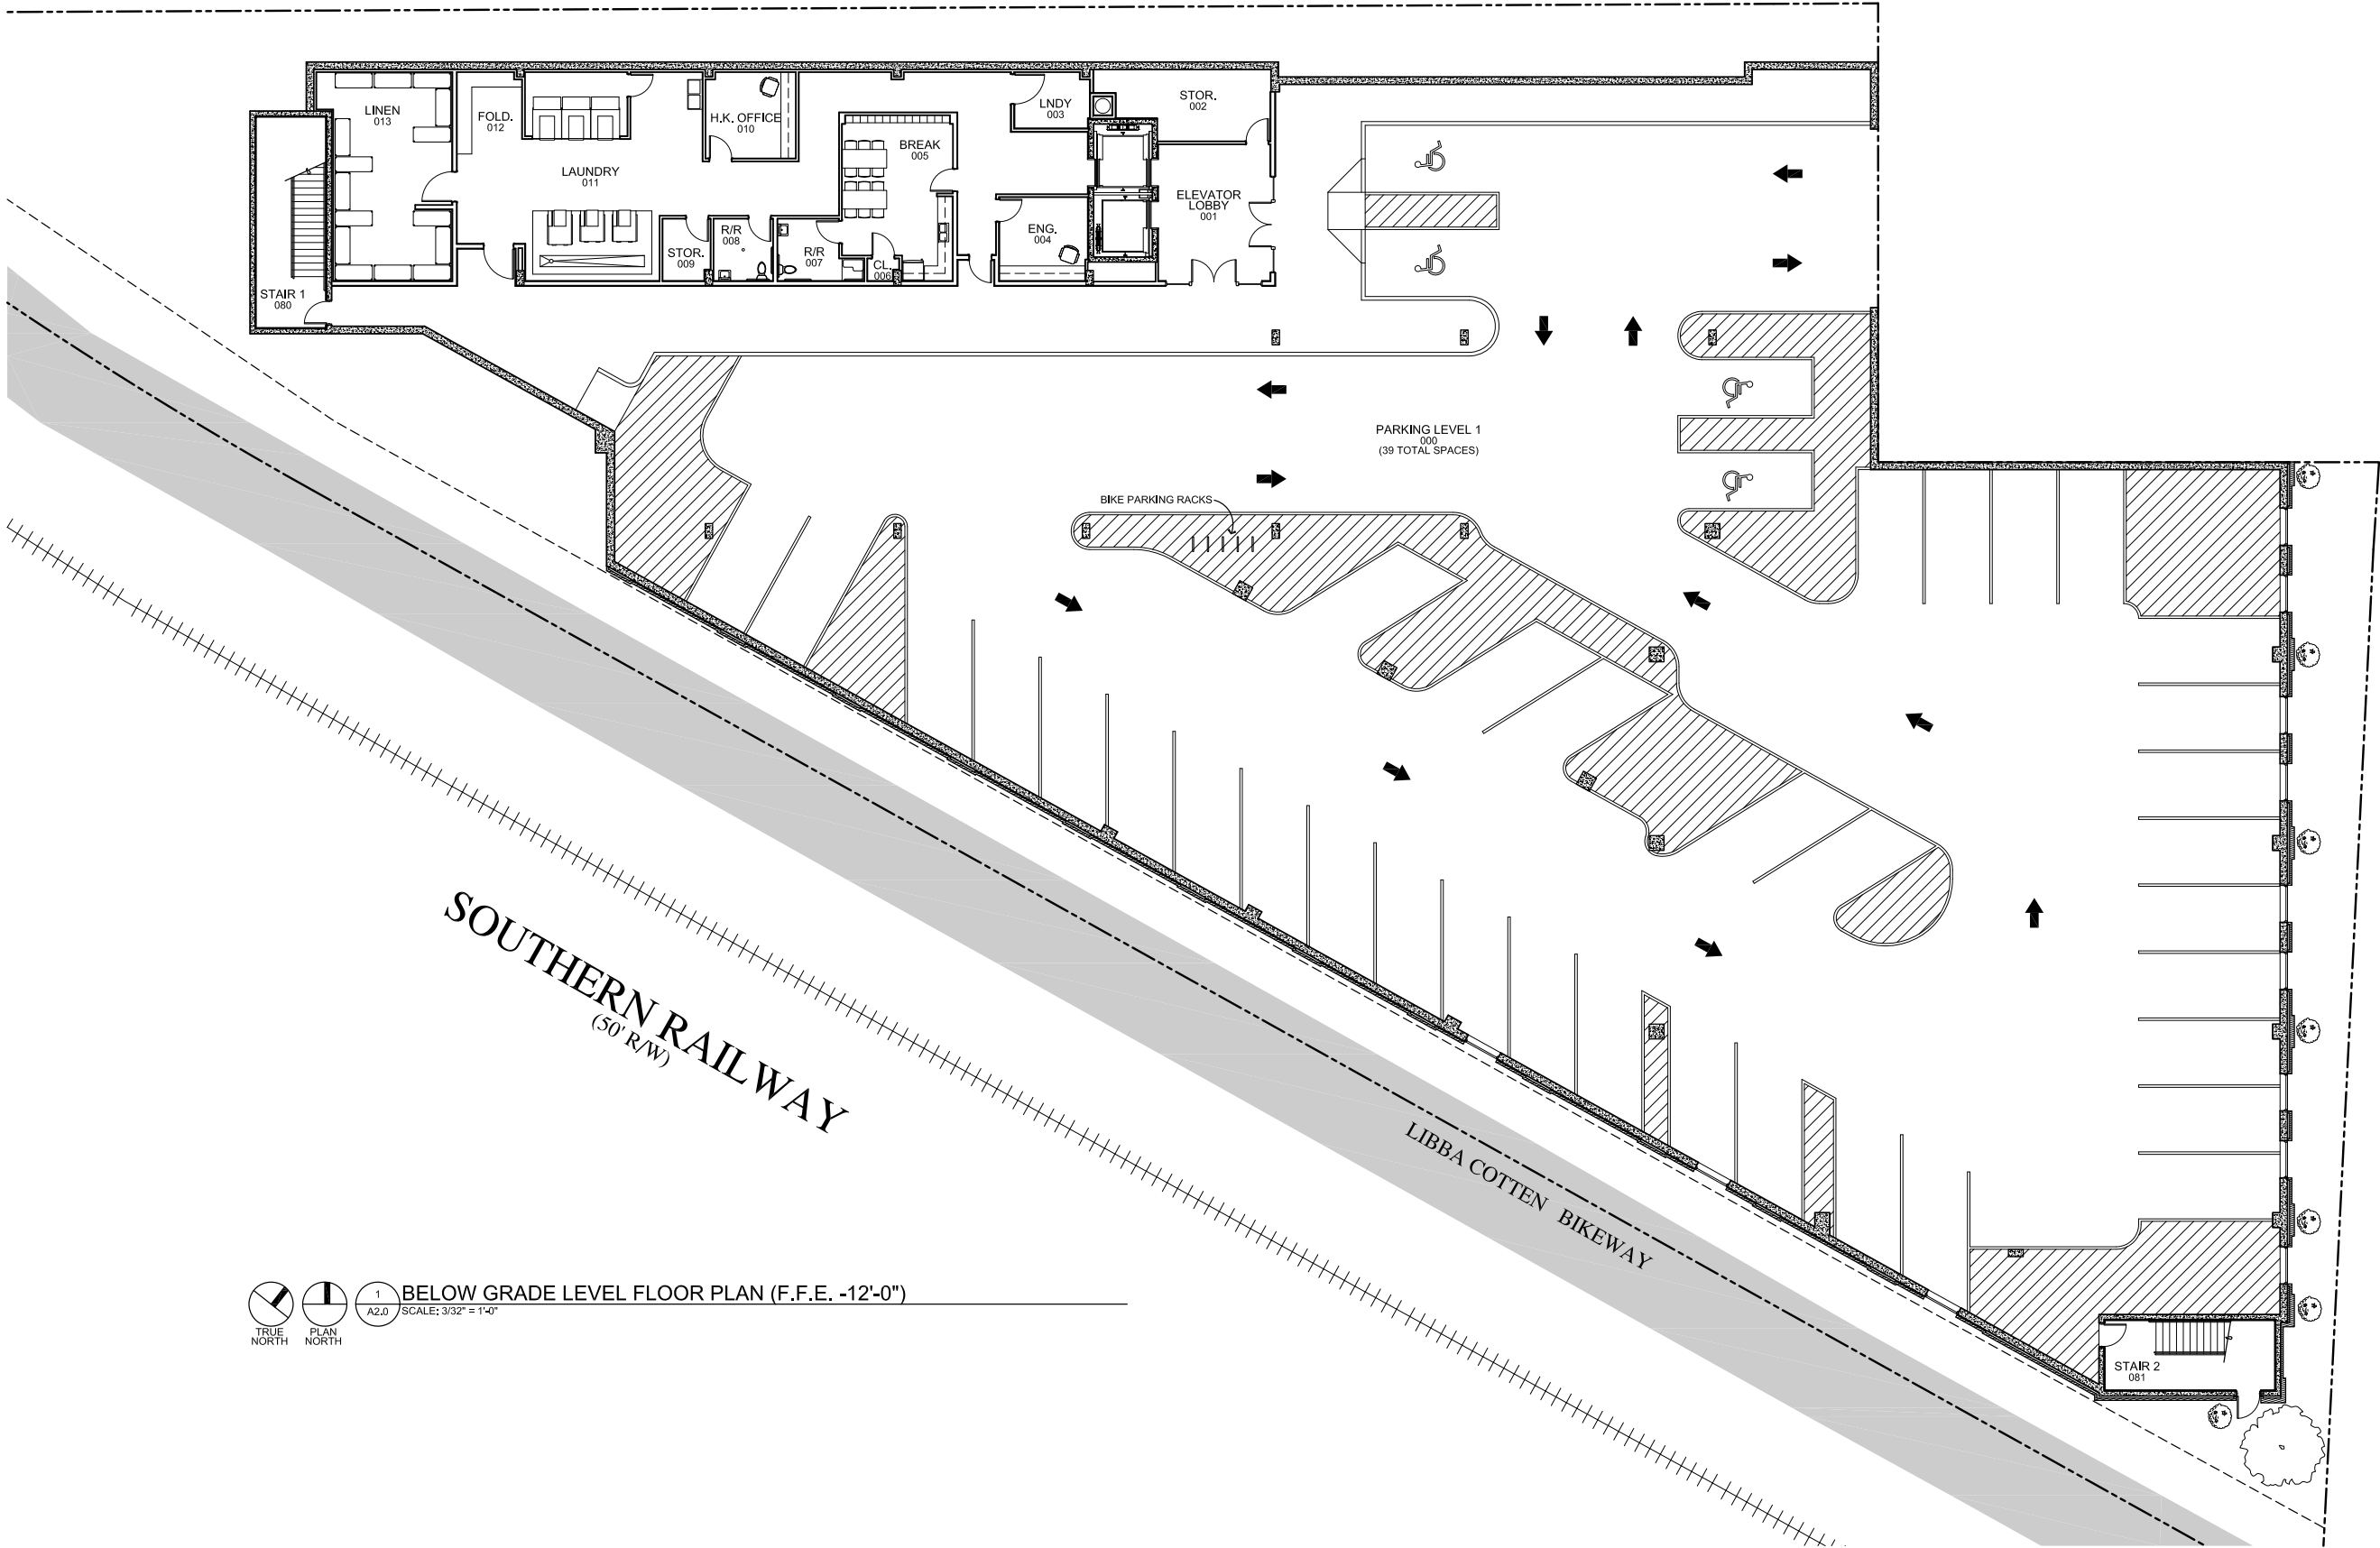 LINEN
013
FOLD.
012
H.K. OFFICE
010
LNDY
003
STOR.
002
BREAK
005
LAUNDRY
011
ELEVATOR
LOBBY
001
R/R
008
STOR.
009
R/R
007
CL.
006
ENG.
004
STAIR 1
080
PARKING LEVEL 1
000
(39 TOTAL SPACES)
BIKE PARKING RACKS
SOUTHERN RAILWAY
(50' R/W)
LIBBA COTTEN BIKEWAY
STAIR 2
081
TRUE
NORTH
PLAN
NORTH
1
A2.0
BELOW GRADE LEVEL FLOOR PLAN (F.F.E. -12'-0")
SCALE: 3/32" = 1'-0"